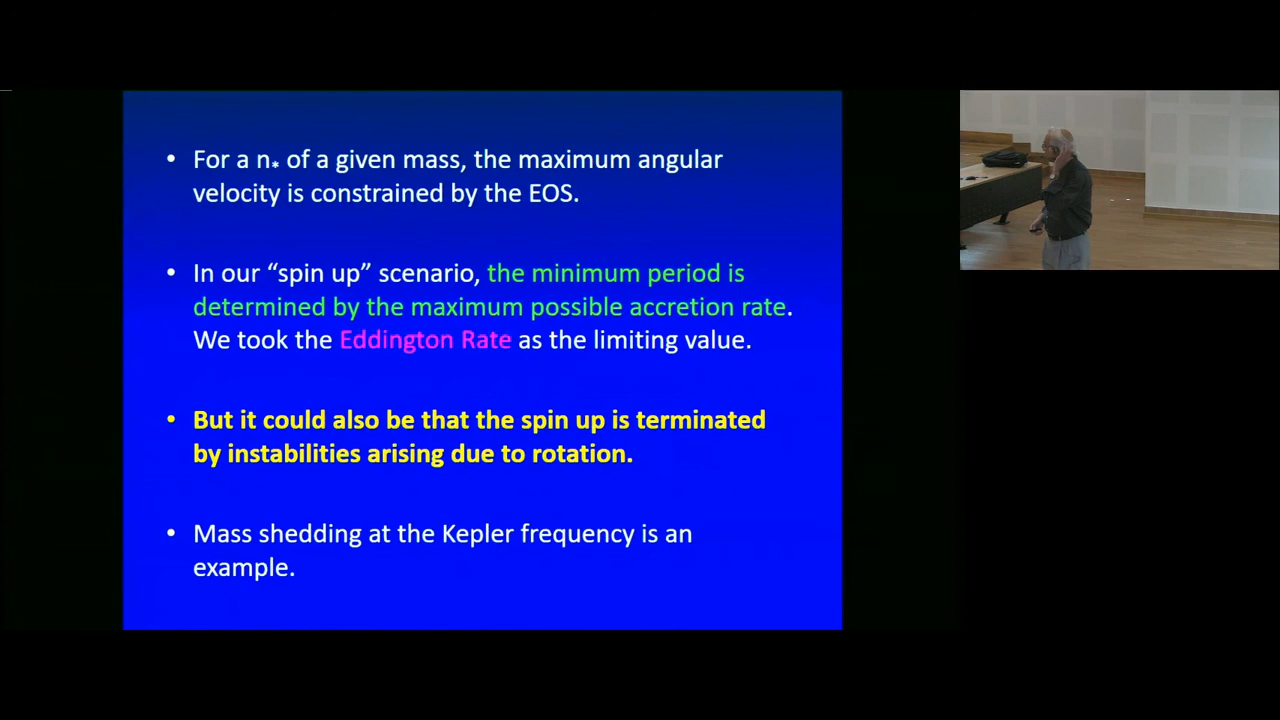 • For a n* of a given mass, the maximum angular
velocity is constrained by the EOS.
• In our “spin up” scenario, the minimum period is
determined by the maximum possible accretion rate.
We took the Eddington Rate as the limiting value.
• But it could also be that the spin up is terminated
by instabilities arising due to rotation.
• Mass shedding at the Kepler frequency is an
example.